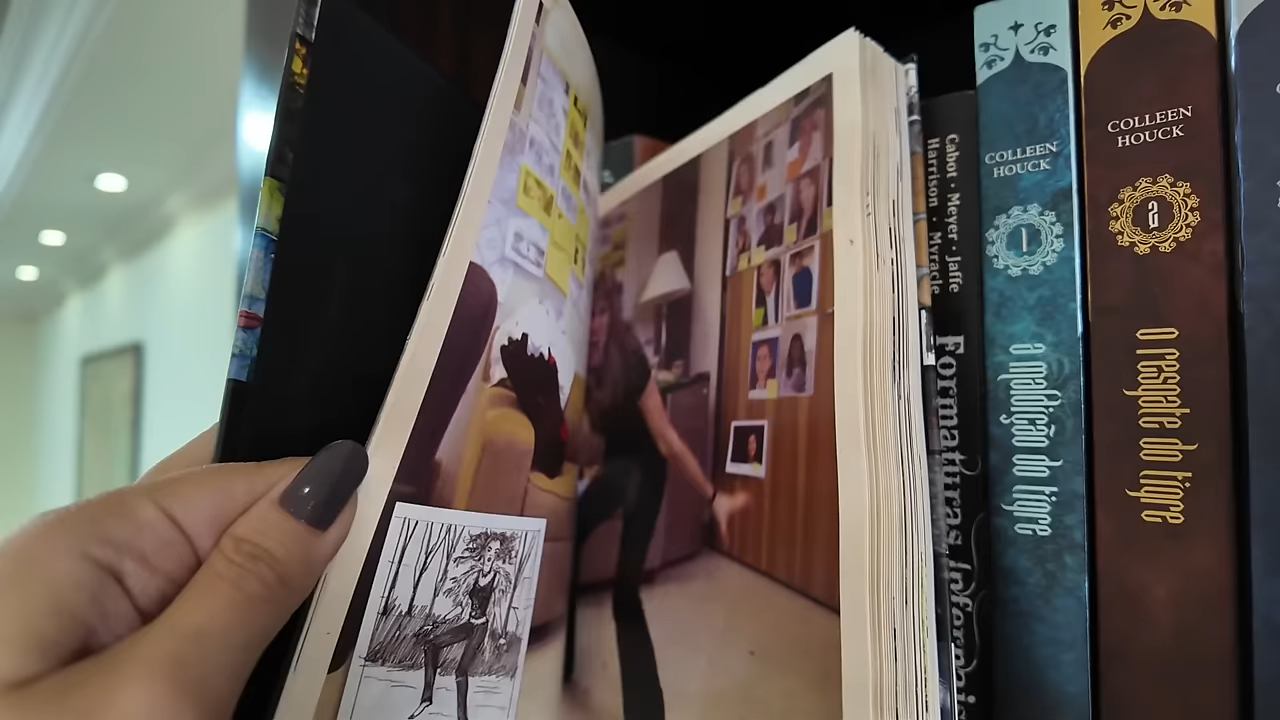 Cabot · Meyer · Jaffe
Harrison · Myracle
Formaturas Infernais
COLLEEN
HOUCK
1
a maldição do tigre
COLLEEN
HOUCK
2
o resgate do tigre